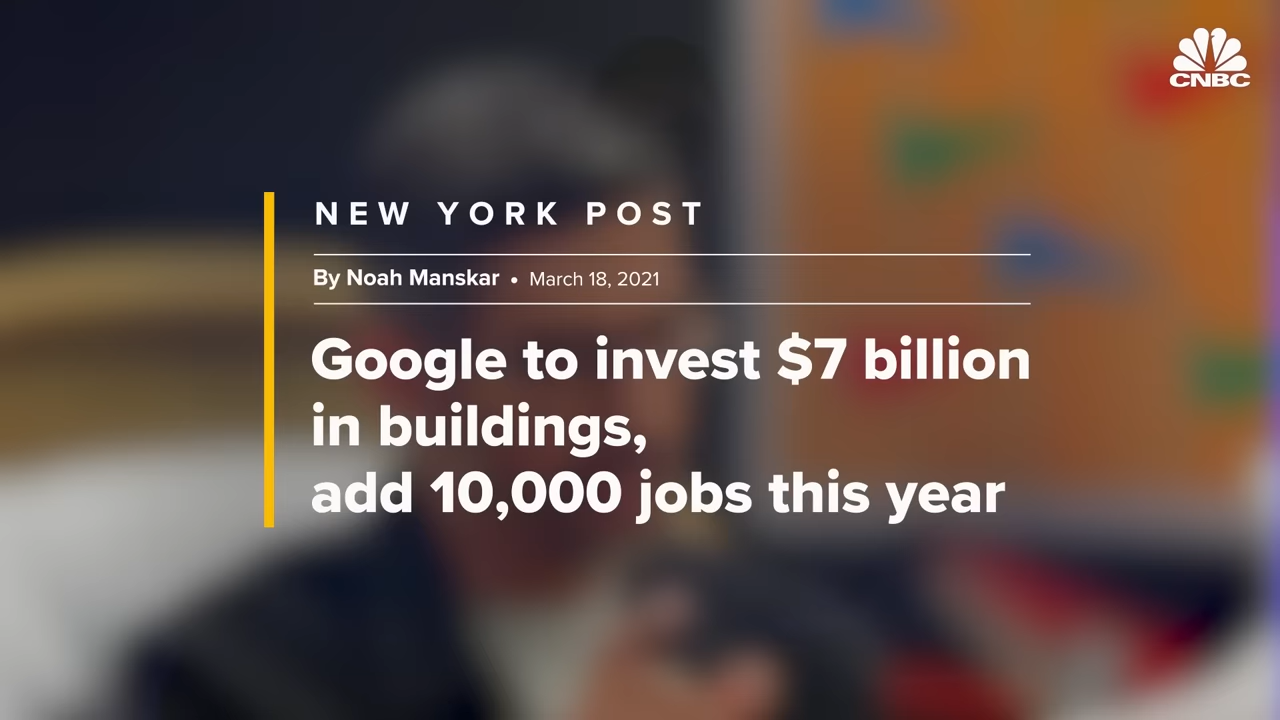 CNBC
NEW YORK POST
By Noah Manskar • March 18, 2021
Google to invest $7 billion
in buildings,
add 10,000 jobs this year